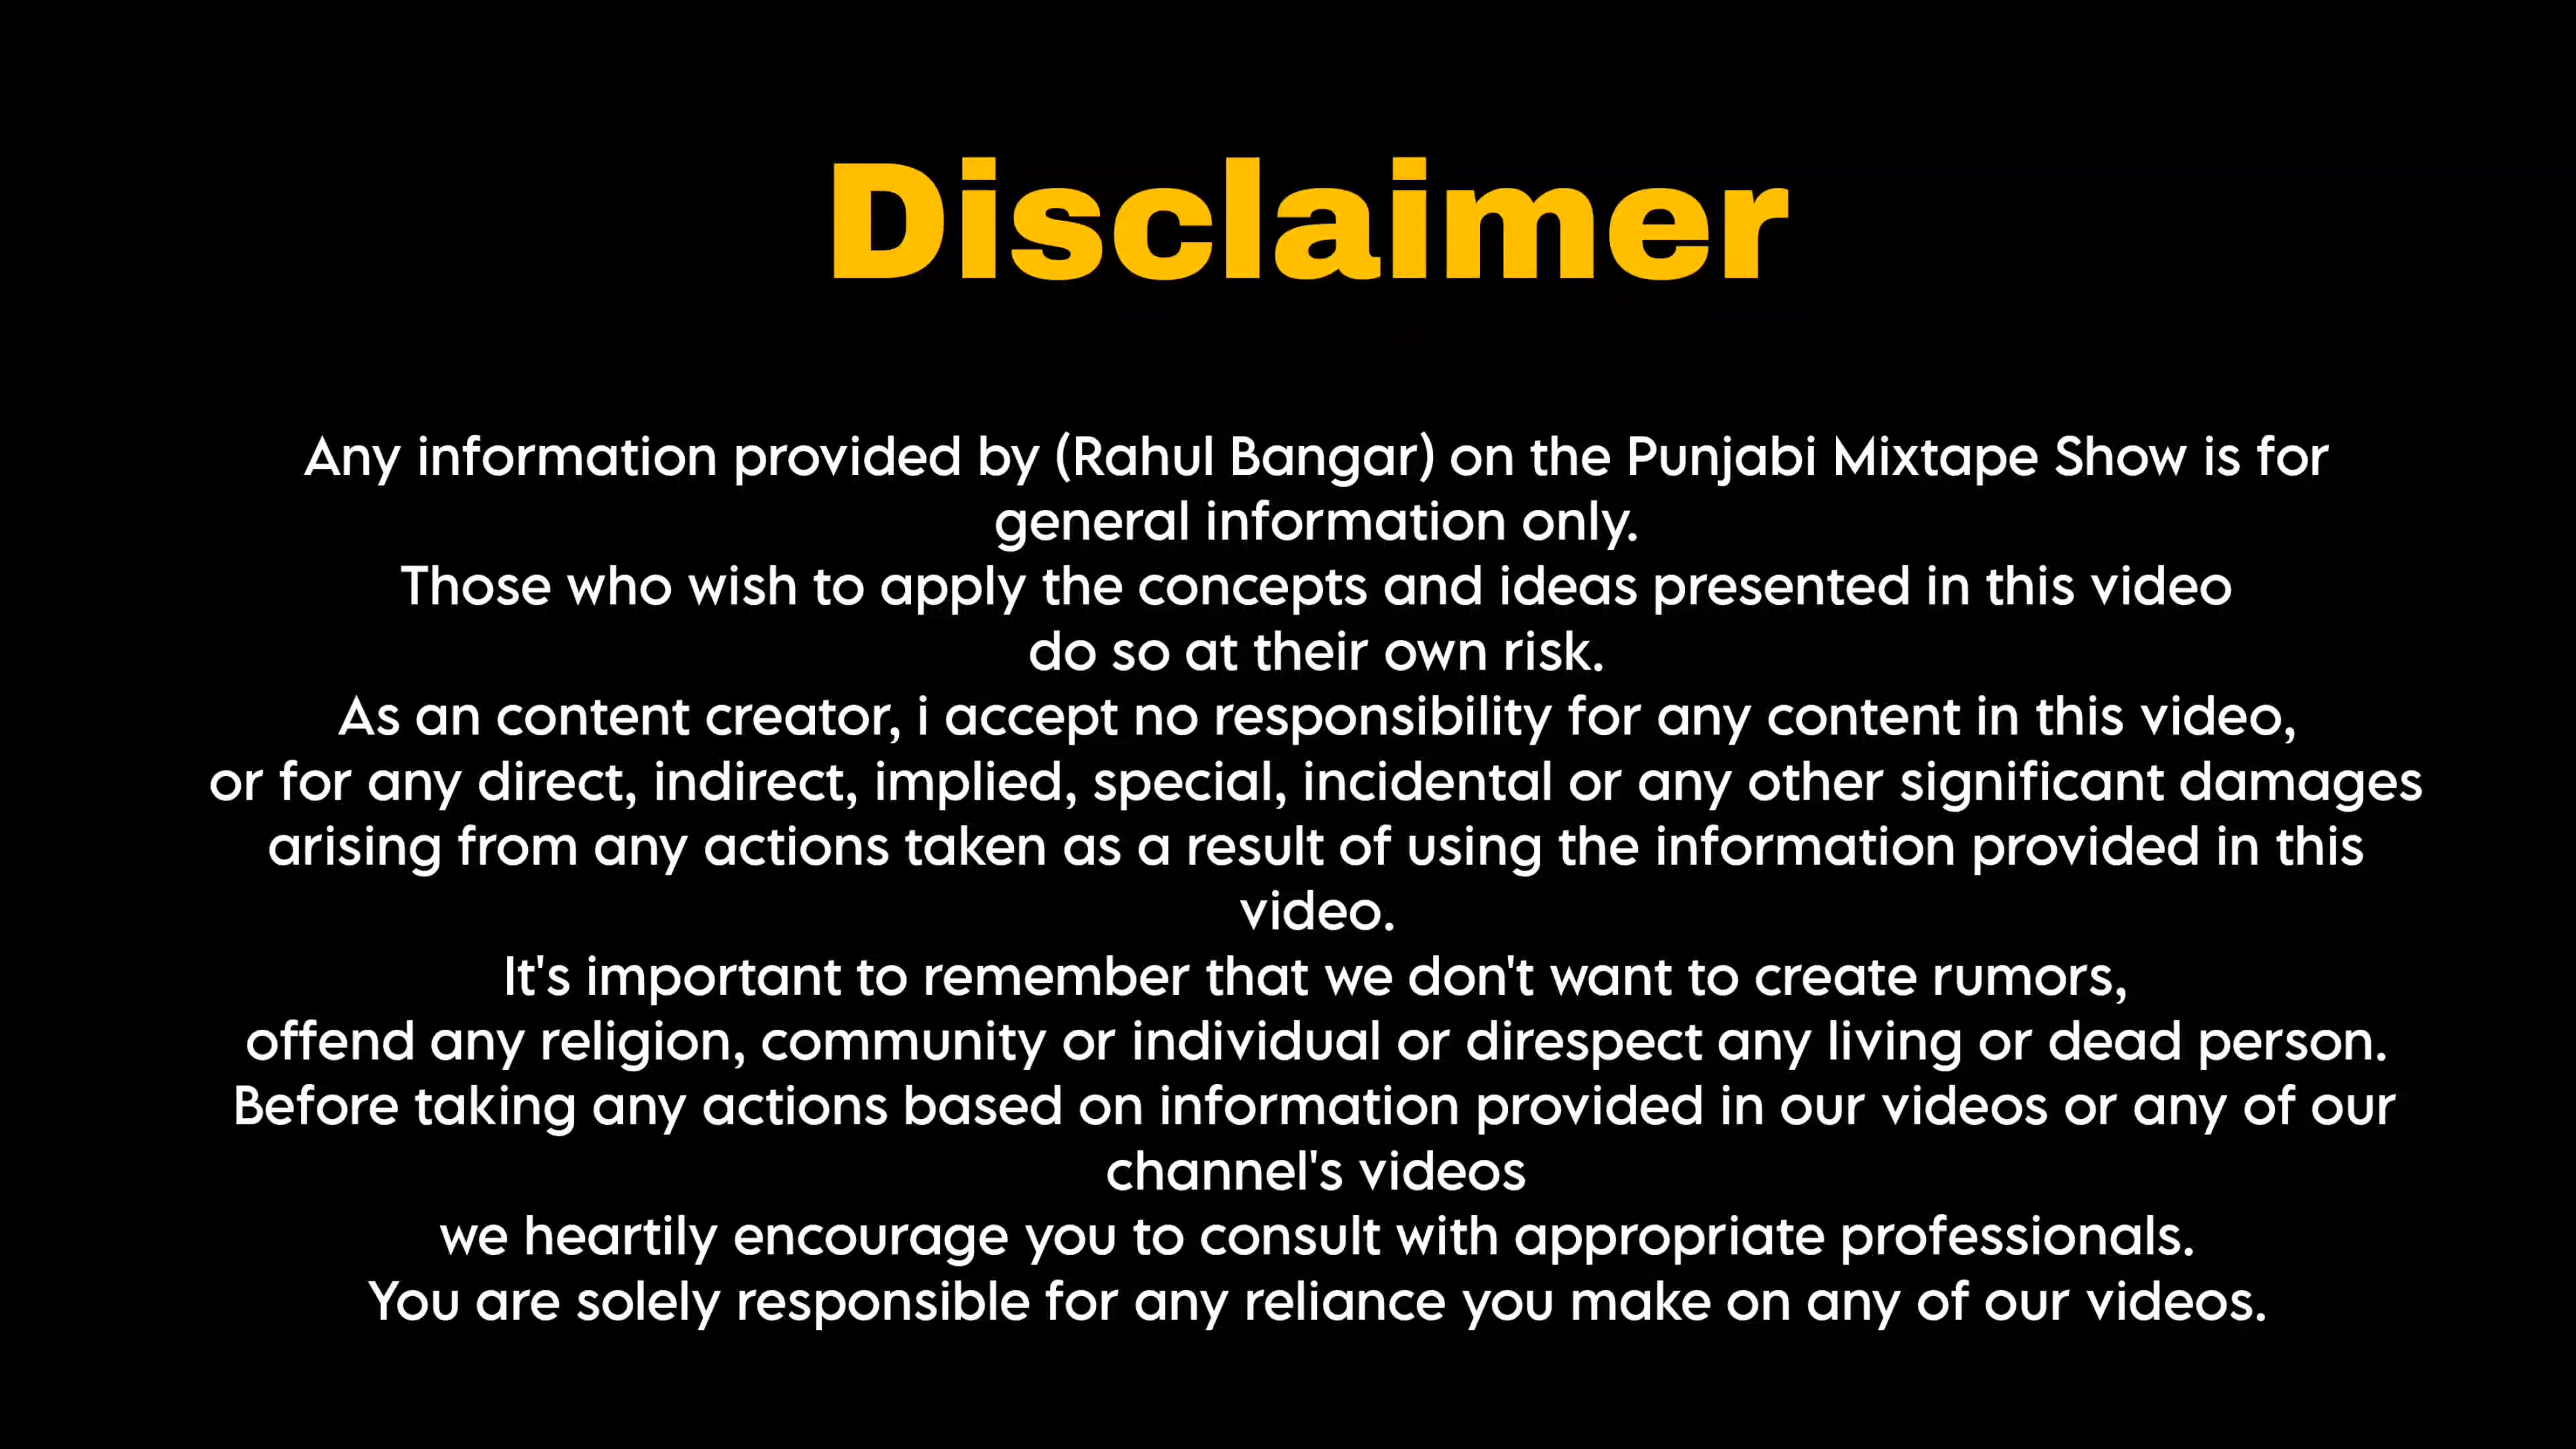 Disclaimer
Any information provided by (Rahul Bangar) on the Punjabi Mixtape Show is for
general information only.
Those who wish to apply the concepts and ideas presented in this video
do so at their own risk.
As an content creator, i accept no responsibility for any content in this video,
or for any direct, indirect, implied, special, incidental or any other significant damages
arising from any actions taken as a result of using the information provided in this
video.
It's important to remember that we don't want to create rumors,
offend any religion, community or individual or direspect any living or dead person.
Before taking any actions based on information provided in our videos or any of our
channel's videos
we heartily encourage you to consult with appropriate professionals.
You are solely responsible for any reliance you make on any of our videos.